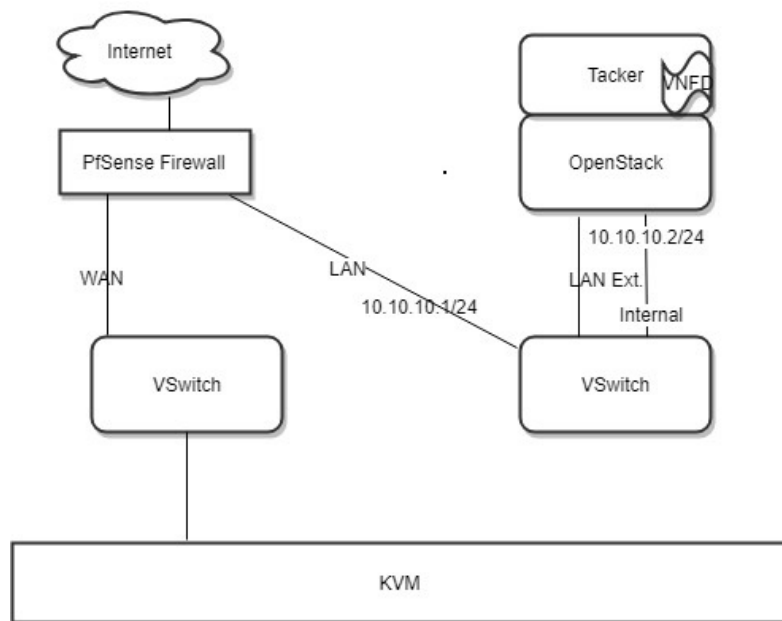 Internet
Tacker
VNFD
PfSense Firewall
OpenStack
10.10.10.2/24
LAN
WAN
LAN Ext.
10.10.10.1/24
Internal
VSwitch
VSwitch
KVM